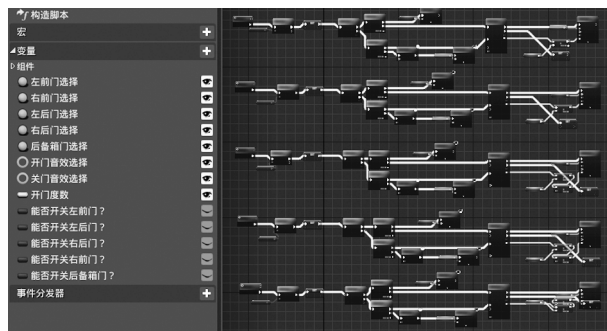 构造脚本
宏
变量
组件
左前门选择
右前门选择
左后门选择
右后门选择
后备箱门选择
开门音效选择
关门音效选择
开门度数
能否开关左前门？
能否开关左后门？
能否开关右后门？
能否开关右前门？
能否开关后备箱门？
事件分发器